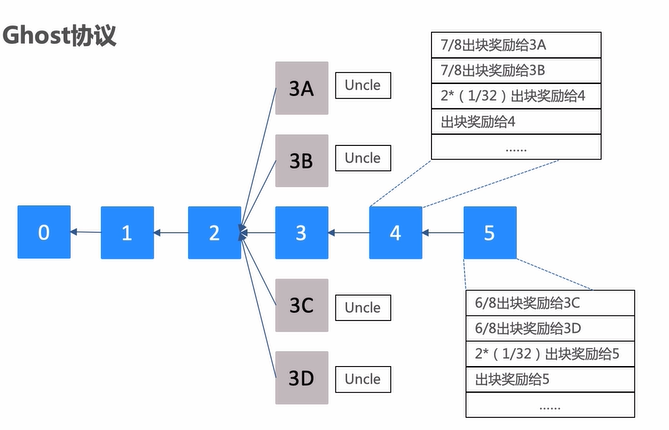 Ghost协议
7/8出块奖励给3A
7/8出块奖励给3B
2*（1/32）出块奖励给4
出块奖励给4
......
3A
Uncle
3B
Uncle
0
1
2
3
4
5
3C
Uncle
3D
Uncle
6/8出块奖励给3C
6/8出块奖励给3D
2*（1/32）出块奖励给5
出块奖励给5
......